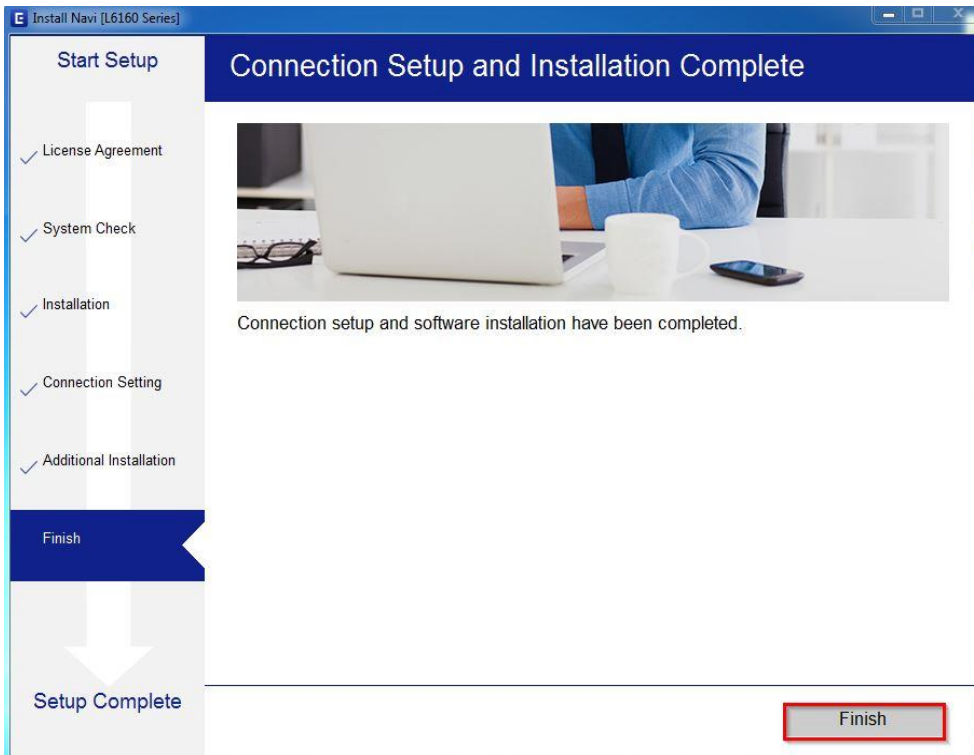 E Install Navi [L6160 Series]
Start Setup
Connection Setup and Installation Complete
License Agreement
System Check
Installation
Connection Setting
Additional Installation
Finish
Setup Complete
Connection setup and software installation have been completed.
Finish